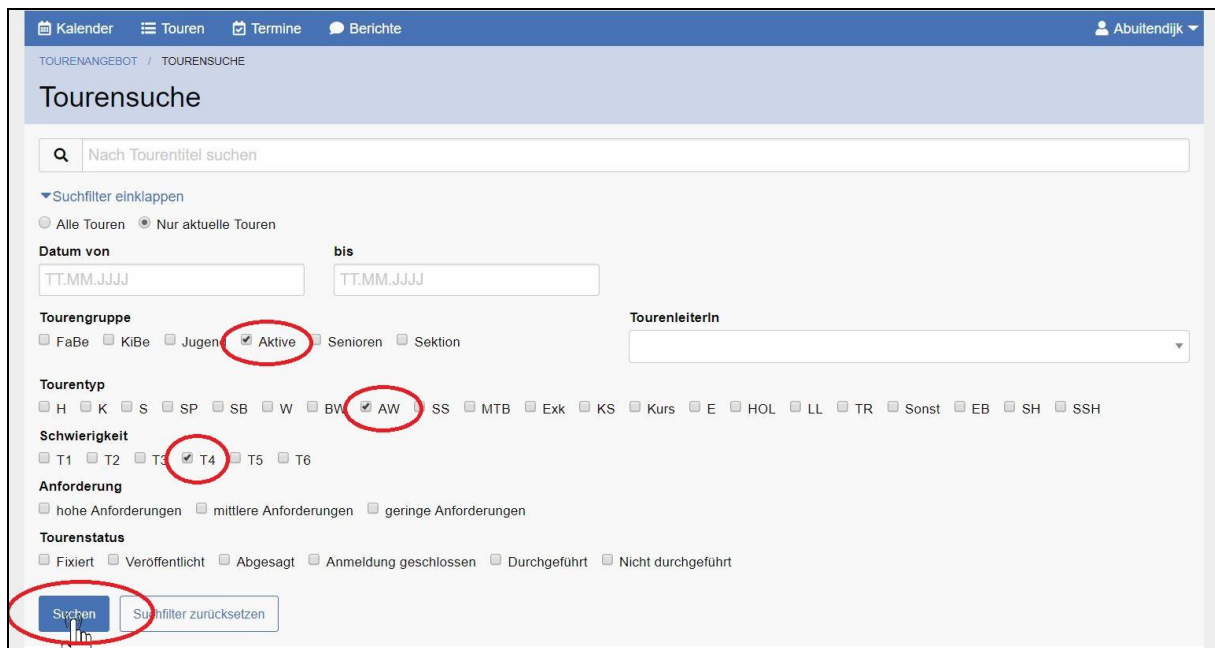 Kalender Touren Termine Berichte Abuitendijk
TOURENANGEBOT / TOURENSUCHE
Tourensuche
Nach Tourentitel suchen
Suchfilter einklappen
Alle Touren Nur aktuelle Touren
Datum von bis
TT.MM.JJJJ TT.MM.JJJJ
Tourengruppe TourenleiterIn
FaBe KiBe Jugend Aktive Senioren Sektion
Tourentyp
H K S SP SB W BW AW SS MTB Exk KS Kurs E HOL LL TR Sonst EB SH SSH
Schwierigkeit
T1 T2 T3 T4 T5 T6
Anforderung
hohe Anforderungen mittlere Anforderungen geringe Anforderungen
Tourenstatus
Fixiert Veröffentlicht Abgesagt Anmeldung geschlossen Durchgeführt Nicht durchgeführt
Suchen Suchfilter zurücksetzen